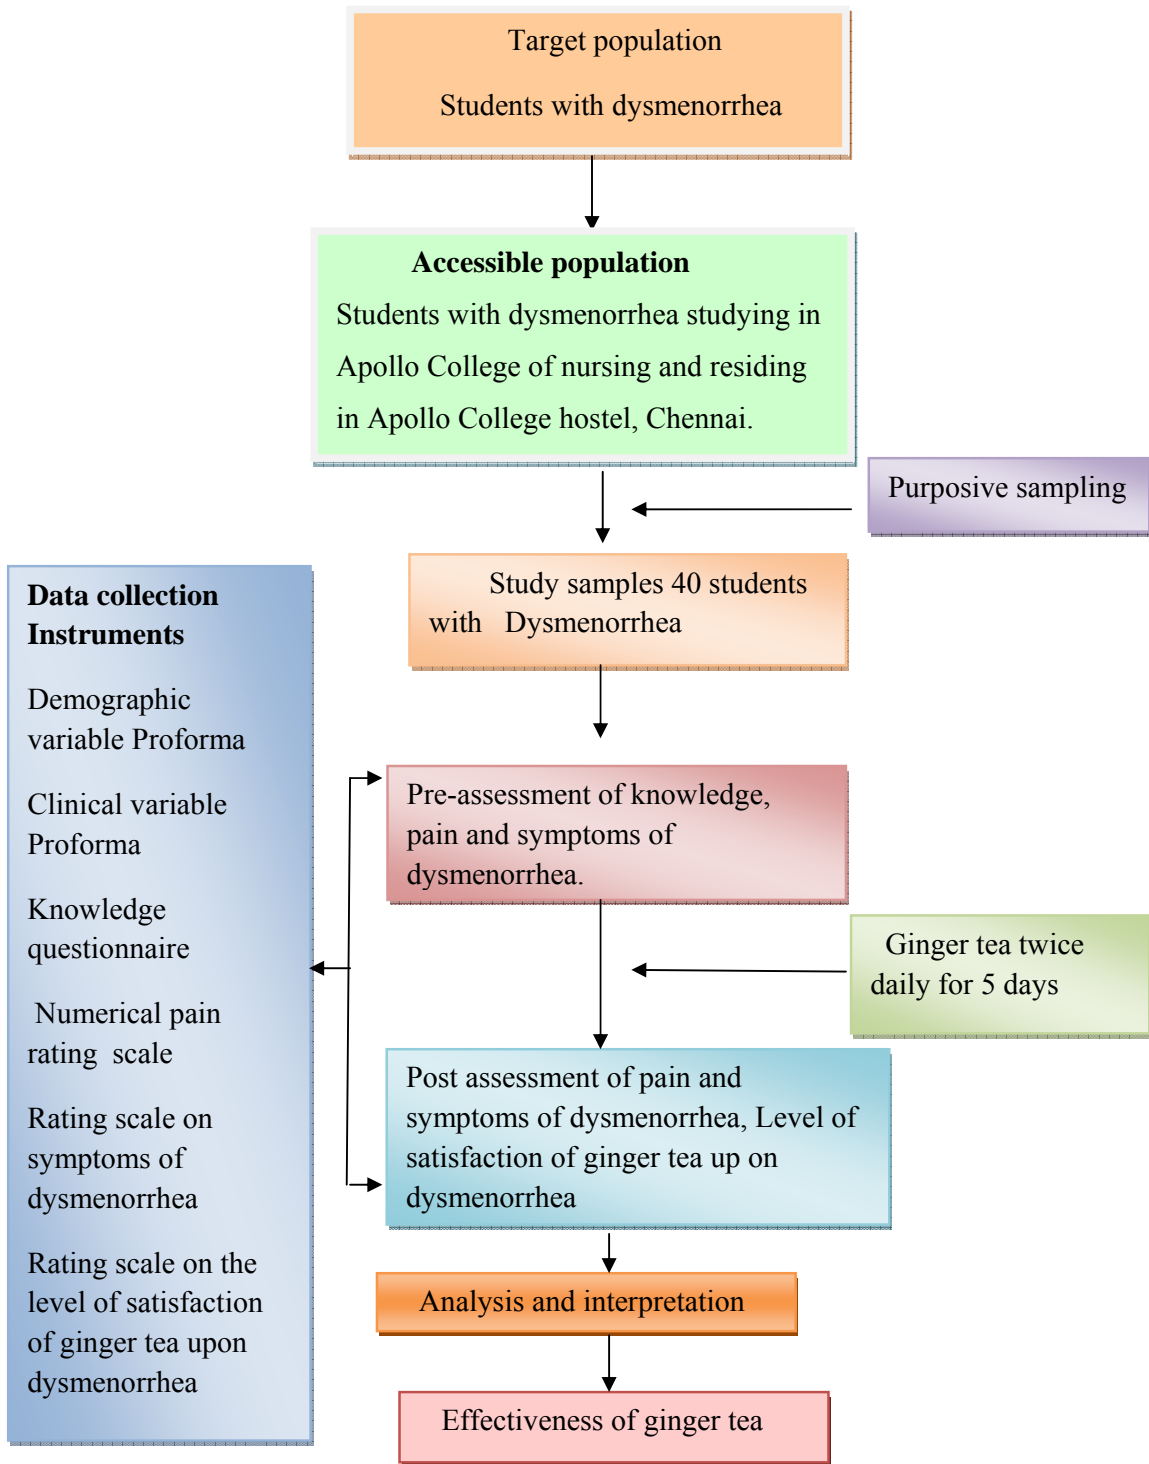 Target population
Students with dysmenorrhea
Accessible population
Students with dysmenorrhea studying in
Apollo College of nursing and residing
in Apollo College hostel, Chennai.
Purposive sampling
Study samples 40 students
with Dysmenorrhea
Data collection
Instruments
Demographic
variable Proforma
Clinical variable
Proforma
Knowledge
questionnaire
Numerical pain
rating scale
Rating scale on
symptoms of
dysmenorrhea
Rating scale on the
level of satisfaction
of ginger tea upon
dysmenorrhea
Pre-assessment of knowledge,
pain and symptoms of
dysmenorrhea.
Ginger tea twice
daily for 5 days
Post assessment of pain and
symptoms of dysmenorrhea, Level of
satisfaction of ginger tea up on
dysmenorrhea
Analysis and interpretation
Effectiveness of ginger tea